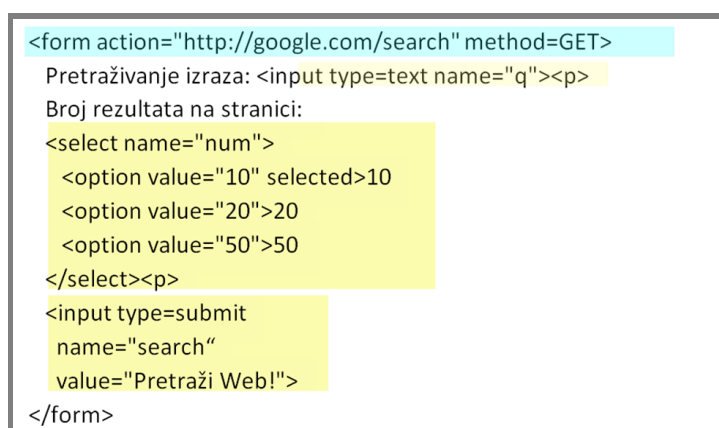 <form action="http://google.com/search" method=GET>
Pretraživanje izraza: <input type=text name="q"><p>
Broj rezultata na stranici:
<select name="num">
<option value="10" selected>10
<option value="20">20
<option value="50">50
</select><p>
<input type=submit
name="search“
value="Pretraži Web!">
</form>